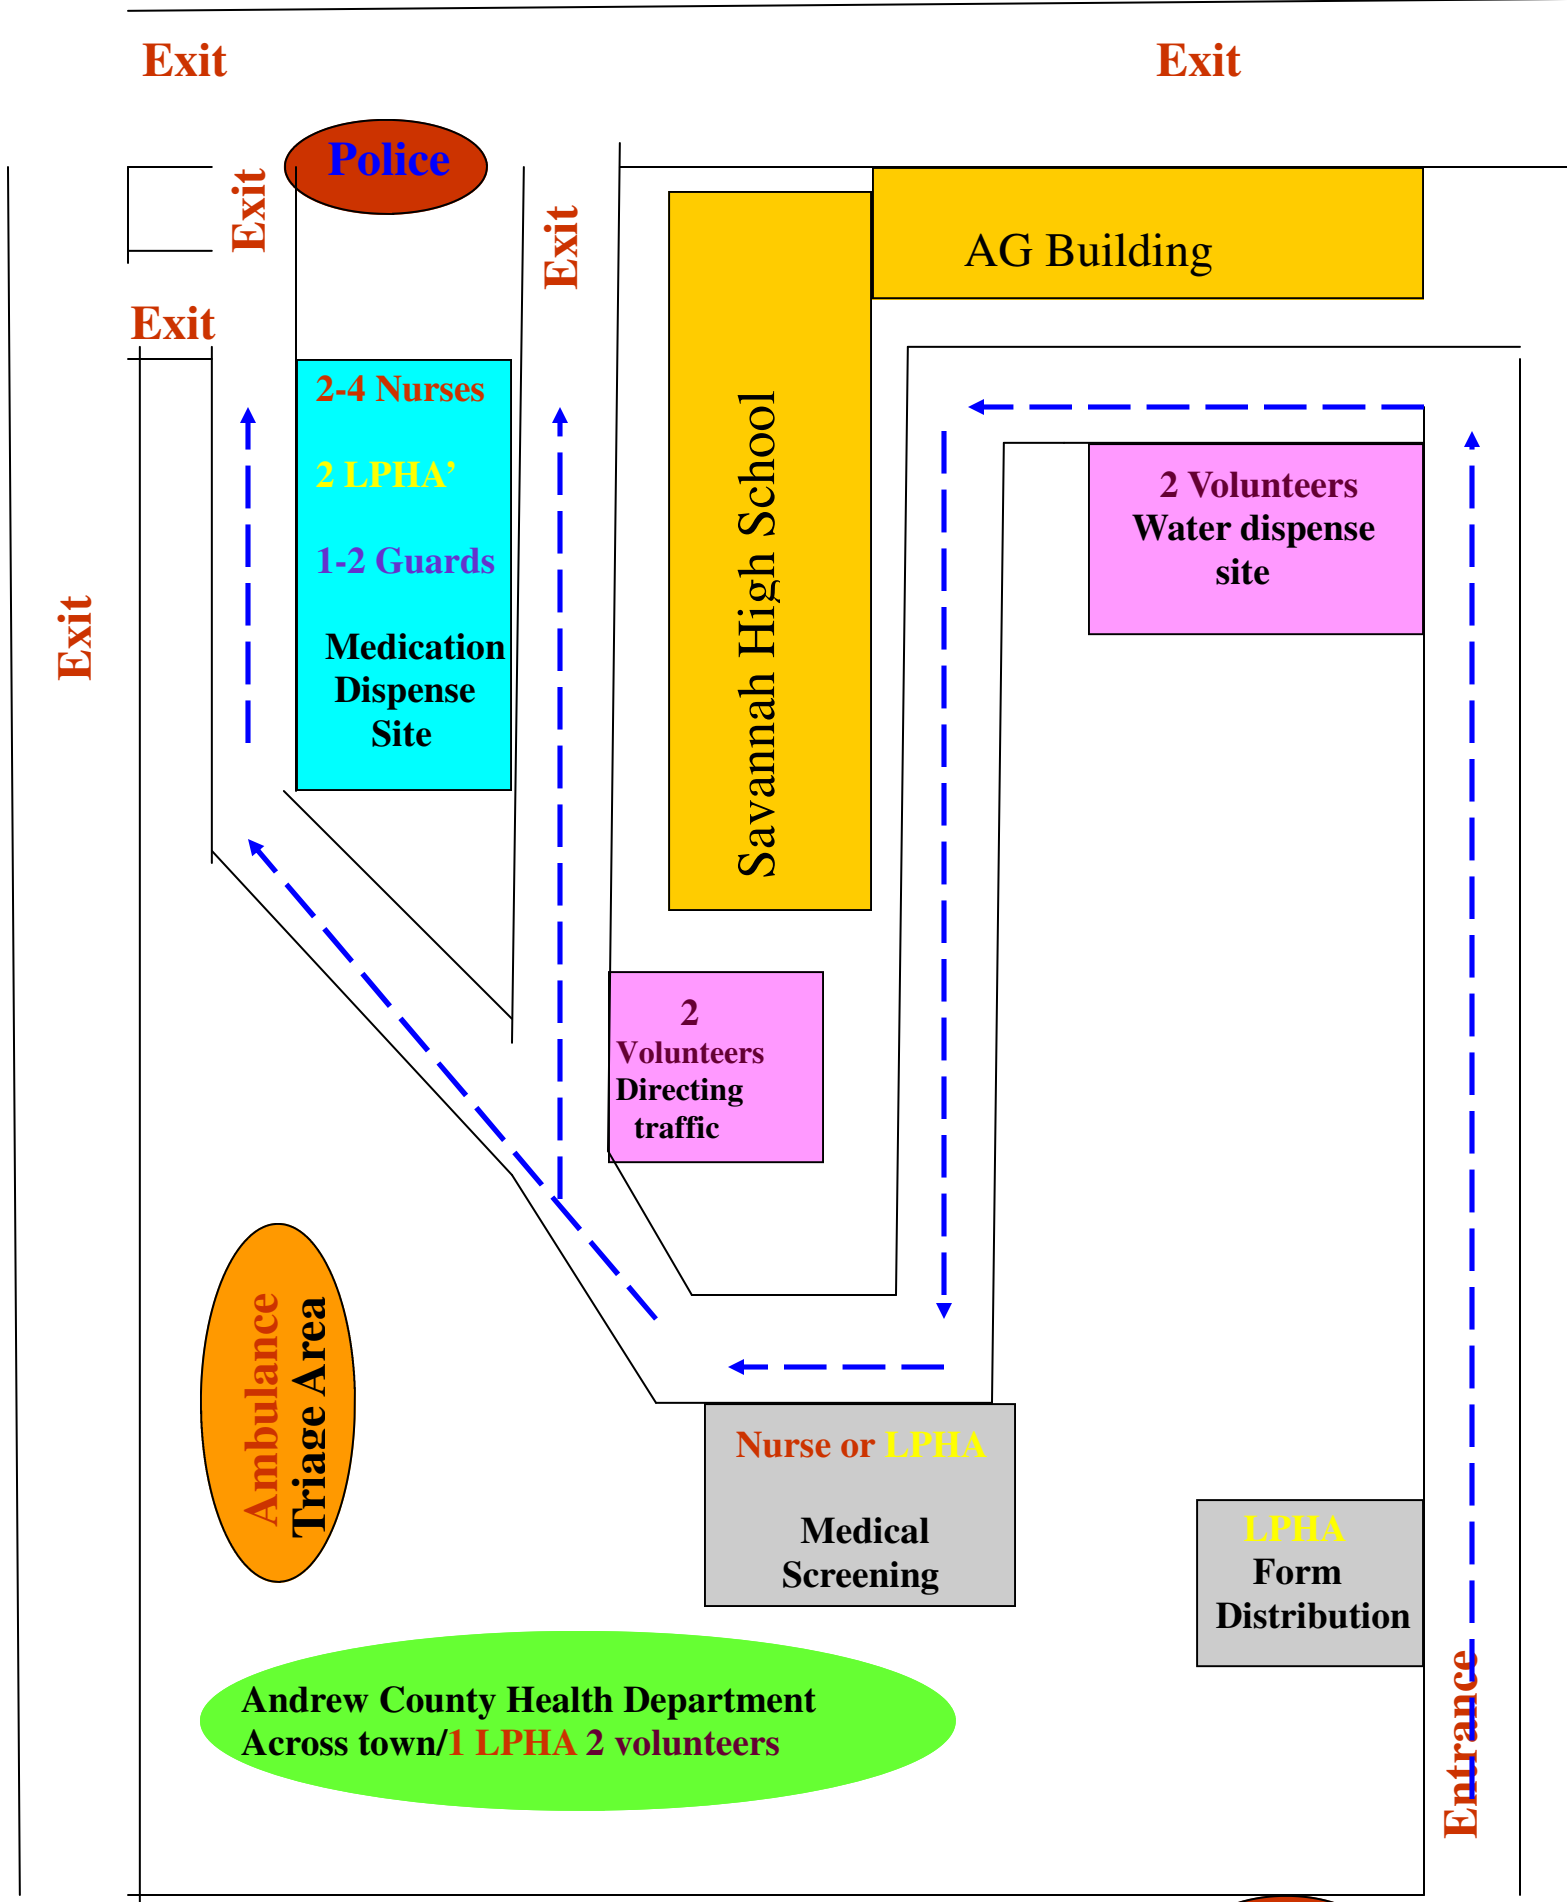 Exit
Exit
Police
Exit
Exit
AG Building
Exit
2-4 Nurses
2 LPHA’
1-2 Guards
Medication
Dispense
Site
Savannah High School
2 Volunteers
Water dispense
site
Exit
2
Volunteers
Directing
traffic
Ambulance
Triage Area
Nurse or LPHA
Medical
Screening
LPHA
Form
Distribution
Andrew County Health Department
Across town/1 LPHA 2 volunteers
Entrance